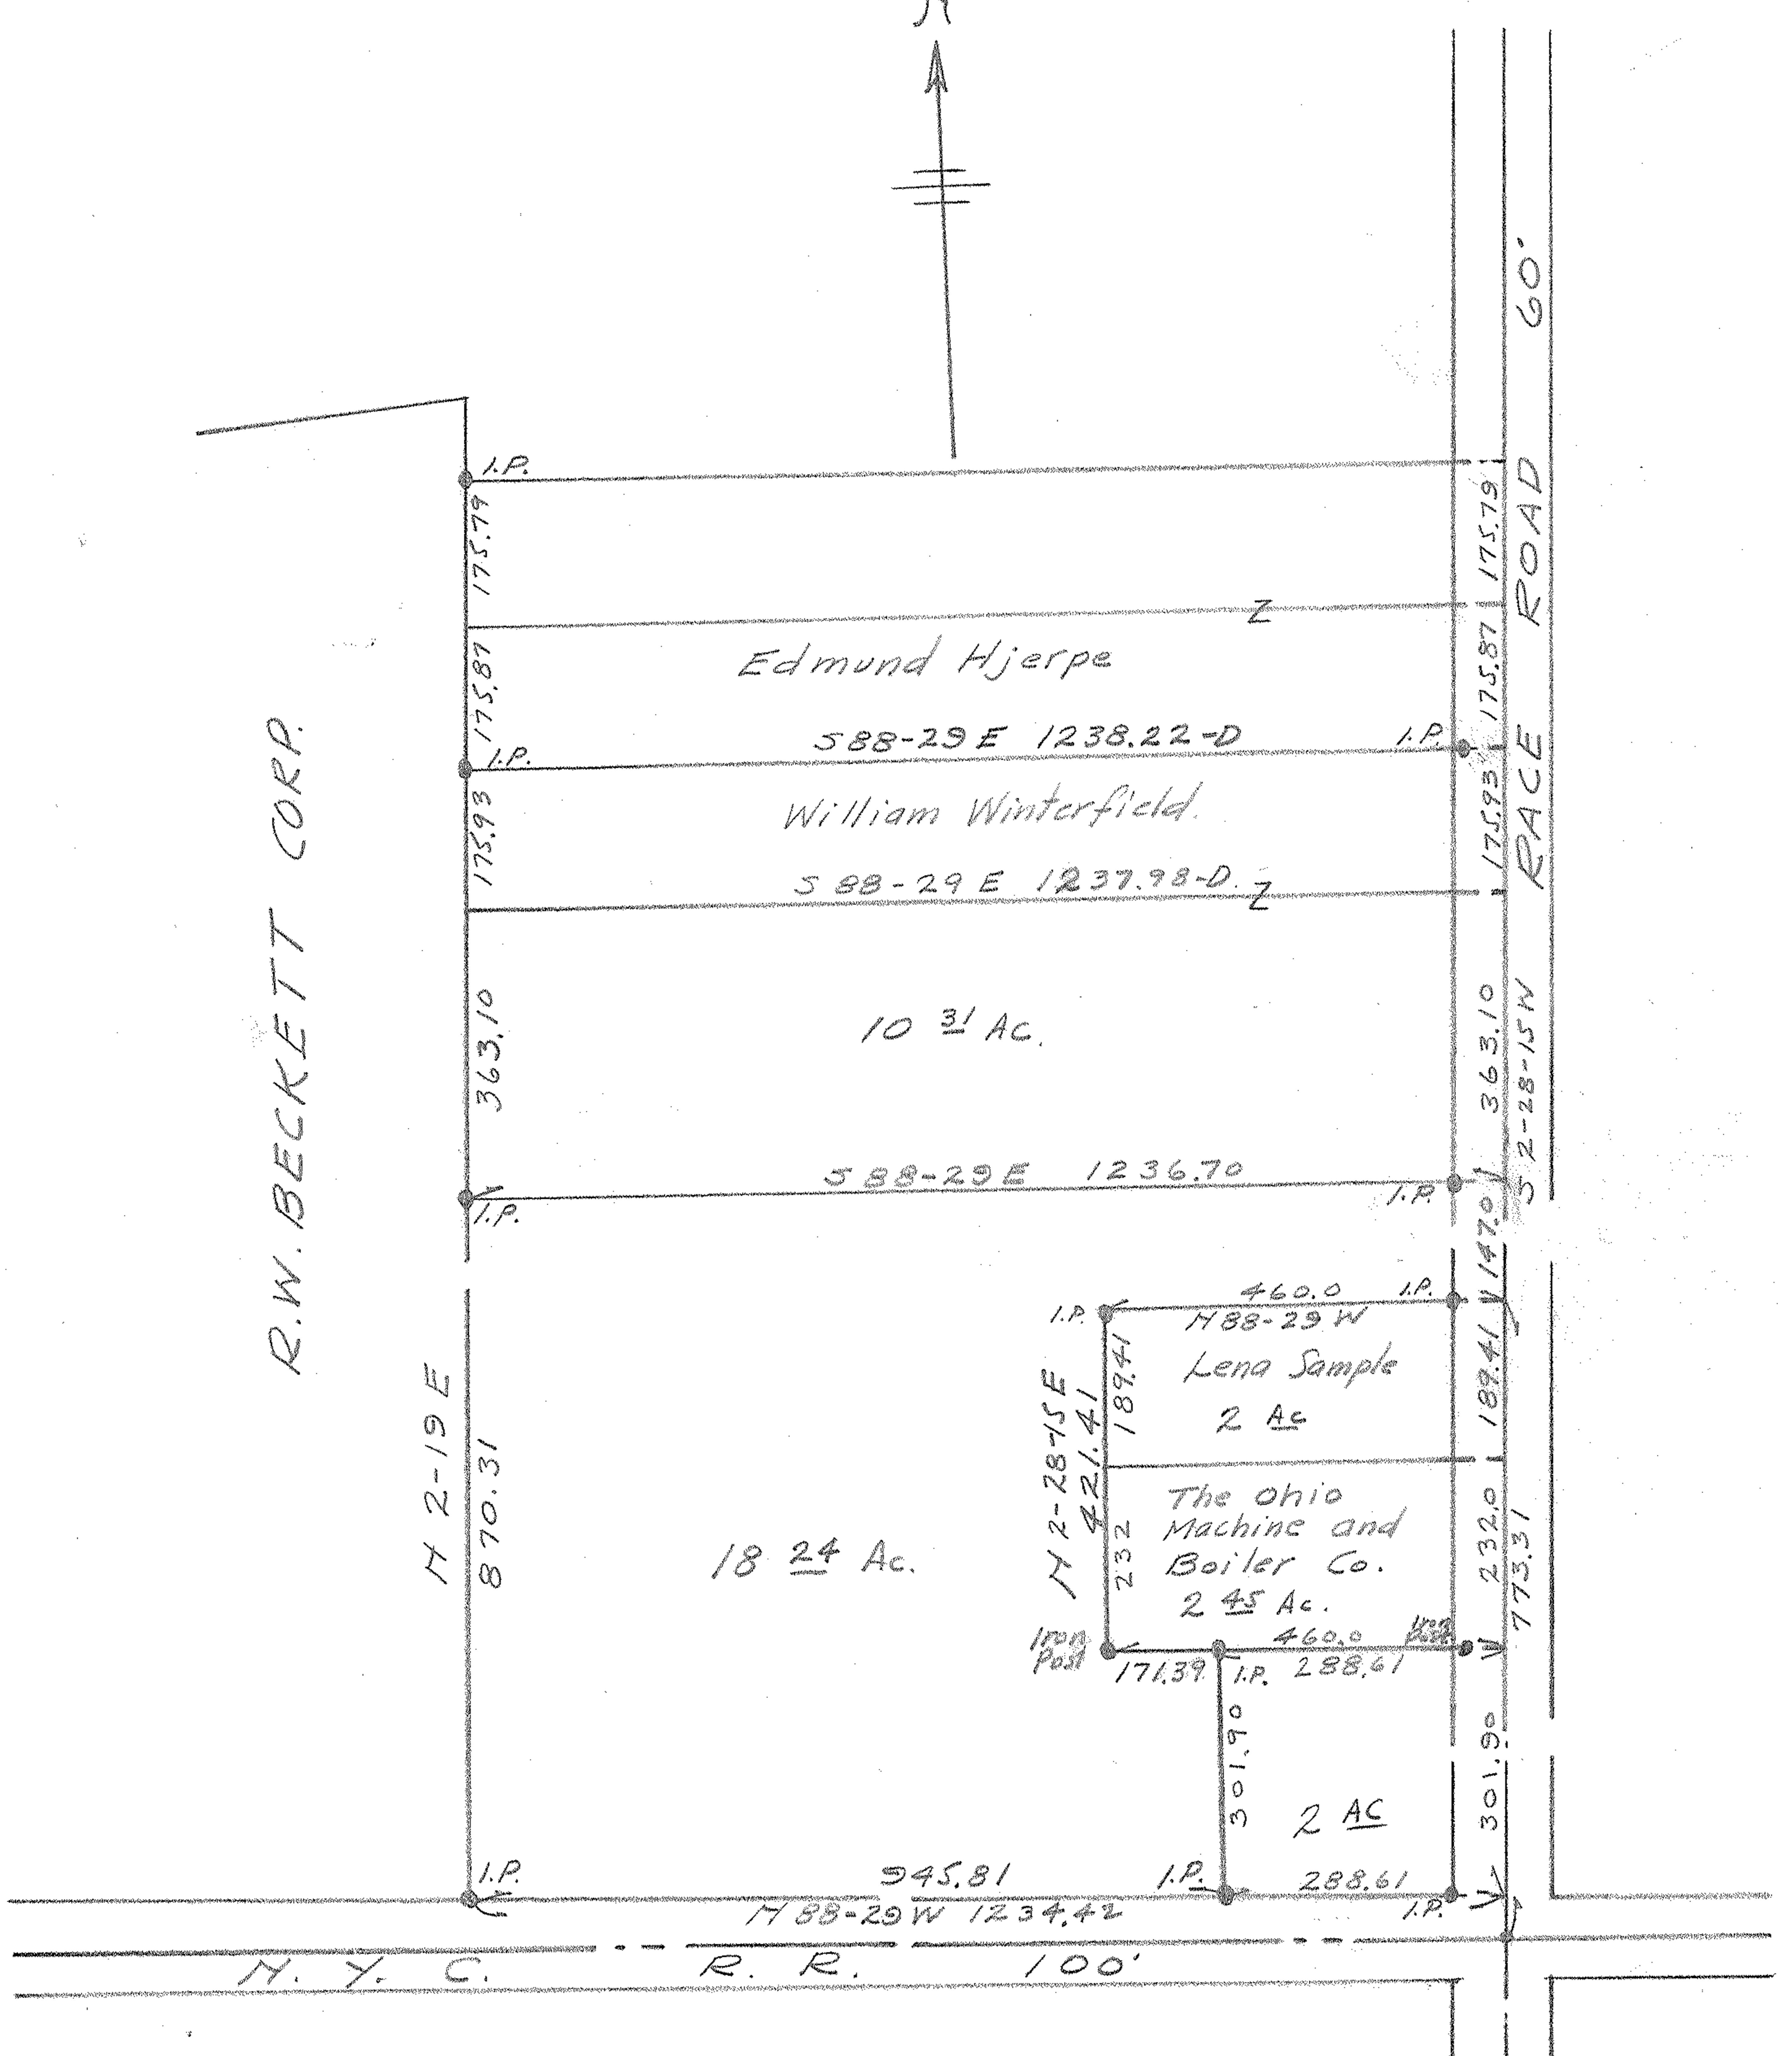 N
60'
RACE ROAD
I.P.
175.79
175.79
175.87
175.87
Z
Edmund Hjerpe
S 88-29 E 1238.22-D
I.P.
I.P.
175.93
175.93
William Winterfield.
S 88-29 E 1237.98-D.
Z
R.W. BECKETT CORP.
363.10
363.10
S 2-28-15 W
10 31 Ac.
S 88-29 E 1236.70
I.P.
I.P.
147.0
460.0
I.P.
I.P.
N 88-29 W
N 2-28-15 E
421.41
189.41
189.41
Lena Sample
2 Ac
N 2-19 E
870.31
18 24 Ac.
232
232.0
773.31
The Ohio
Machine and
Boiler Co.
2 45 Ac.
Iron
Post
460.0
Iron
Post
171.39
I.P.
288.61
301.90
301.90
2 AC
I.P.
945.81
I.P.
288.61
I.P.
N 88-29 W 1234.42
N. Y. C. R. R. 100'